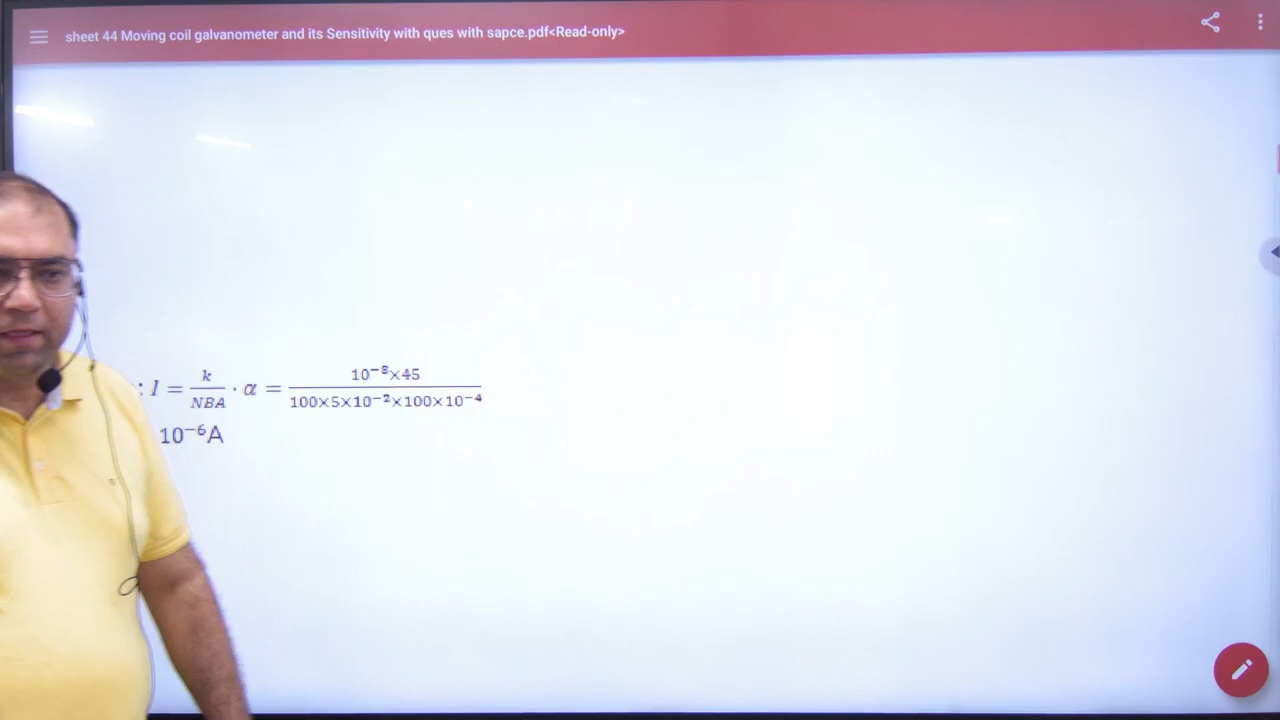 sheet 44 Moving coil galvanometer and its Sensitivity with ques with sapce.pdf<Read-only>
: I = k/NBA · α = 10⁻⁸×45/100×5×10⁻²×100×10⁻⁴
10⁻⁶A